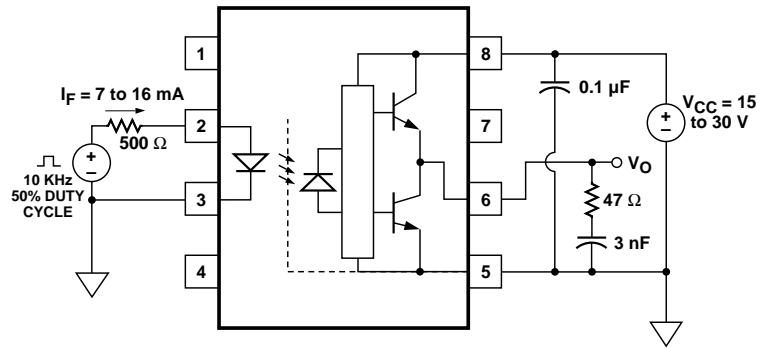 1
8
I_F = 7 to 16 mA
0.1 µF
V_CC = 15
to 30 V
+
–
2
7
500 Ω
+
–
10 KHz
50% DUTY
CYCLE
V_O
3
6
47 Ω
3 nF
4
5